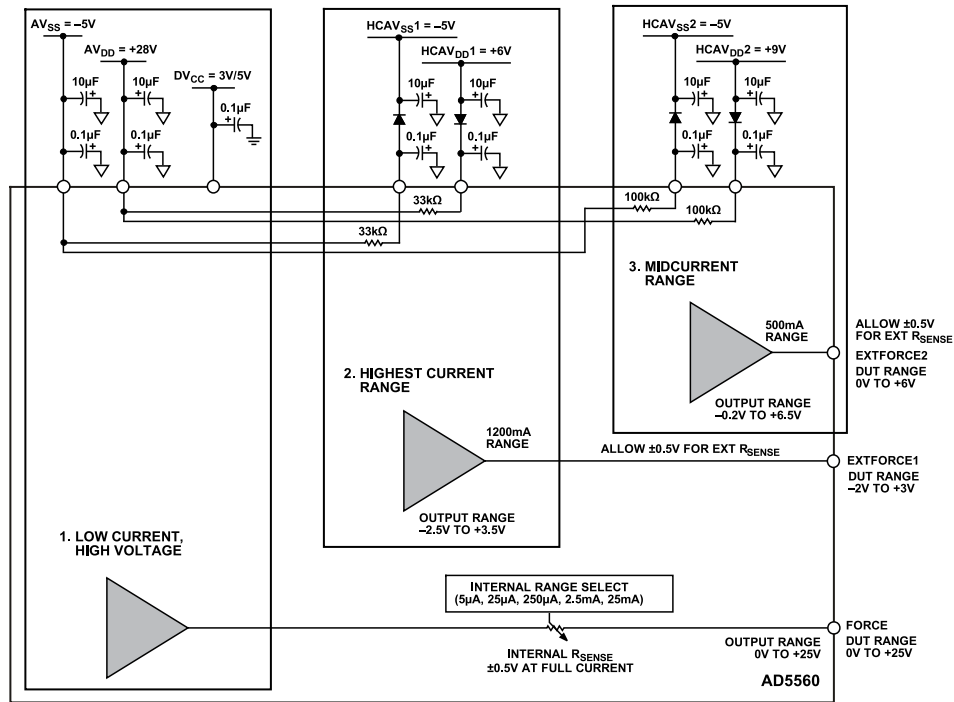 AVSS = –5V
AVDD = +28V
DVCC = 3V/5V
10µF
10µF
0.1µF
0.1µF
0.1µF
HCAVSS1 = –5V
HCAVDD1 = +6V
10µF
10µF
0.1µF
0.1µF
HCAVSS2 = –5V
HCAVDD2 = +9V
10µF
10µF
0.1µF
0.1µF
33kΩ
100kΩ
100kΩ
33kΩ
3. MIDCURRENT
RANGE
500mA
RANGE
OUTPUT RANGE
–0.2V TO +6.5V
ALLOW ±0.5V
FOR EXT RSENSE
EXTFORCE2
DUT RANGE
0V TO +6V
2. HIGHEST CURRENT
RANGE
1200mA
RANGE
OUTPUT RANGE
–2.5V TO +3.5V
ALLOW ±0.5V FOR EXT RSENSE
EXTFORCE1
DUT RANGE
–2V TO +3V
1. LOW CURRENT,
HIGH VOLTAGE
INTERNAL RANGE SELECT
(5µA, 25µA, 250µA, 2.5mA, 25mA)
INTERNAL RSENSE
±0.5V AT FULL CURRENT
OUTPUT RANGE
0V TO +25V
FORCE
DUT RANGE
0V TO +25V
AD5560